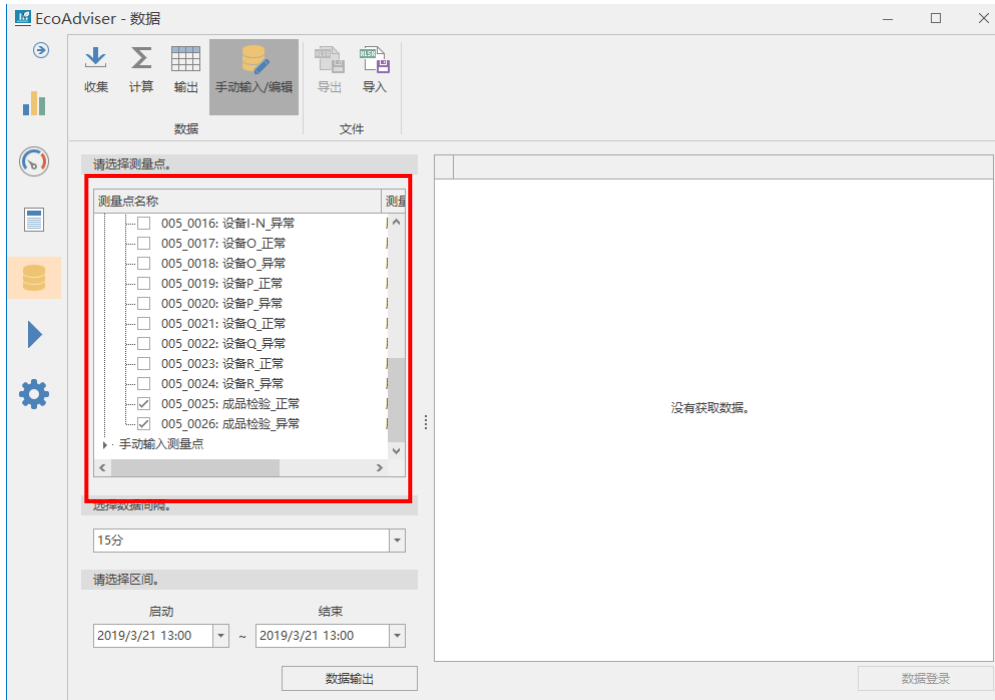 EcoAdviser - 数据
收集 计算 输出 手动输入/编辑 导出 导入
数据 文件
请选择测量点。
测量点名称
005_0016: 设备I-N_异常
005_0017: 设备O_正常
005_0018: 设备O_异常
005_0019: 设备P_正常
005_0020: 设备P_异常
005_0021: 设备Q_正常
005_0022: 设备Q_异常
005_0023: 设备R_正常
005_0024: 设备R_异常
005_0025: 成品检验_正常
005_0026: 成品检验_异常
手动输入测量点
没有获取数据。
选择数据间隔。
15分
请选择区间。
启动 结束
2019/3/21 13:00 ~ 2019/3/21 13:00
数据输出 数据登录